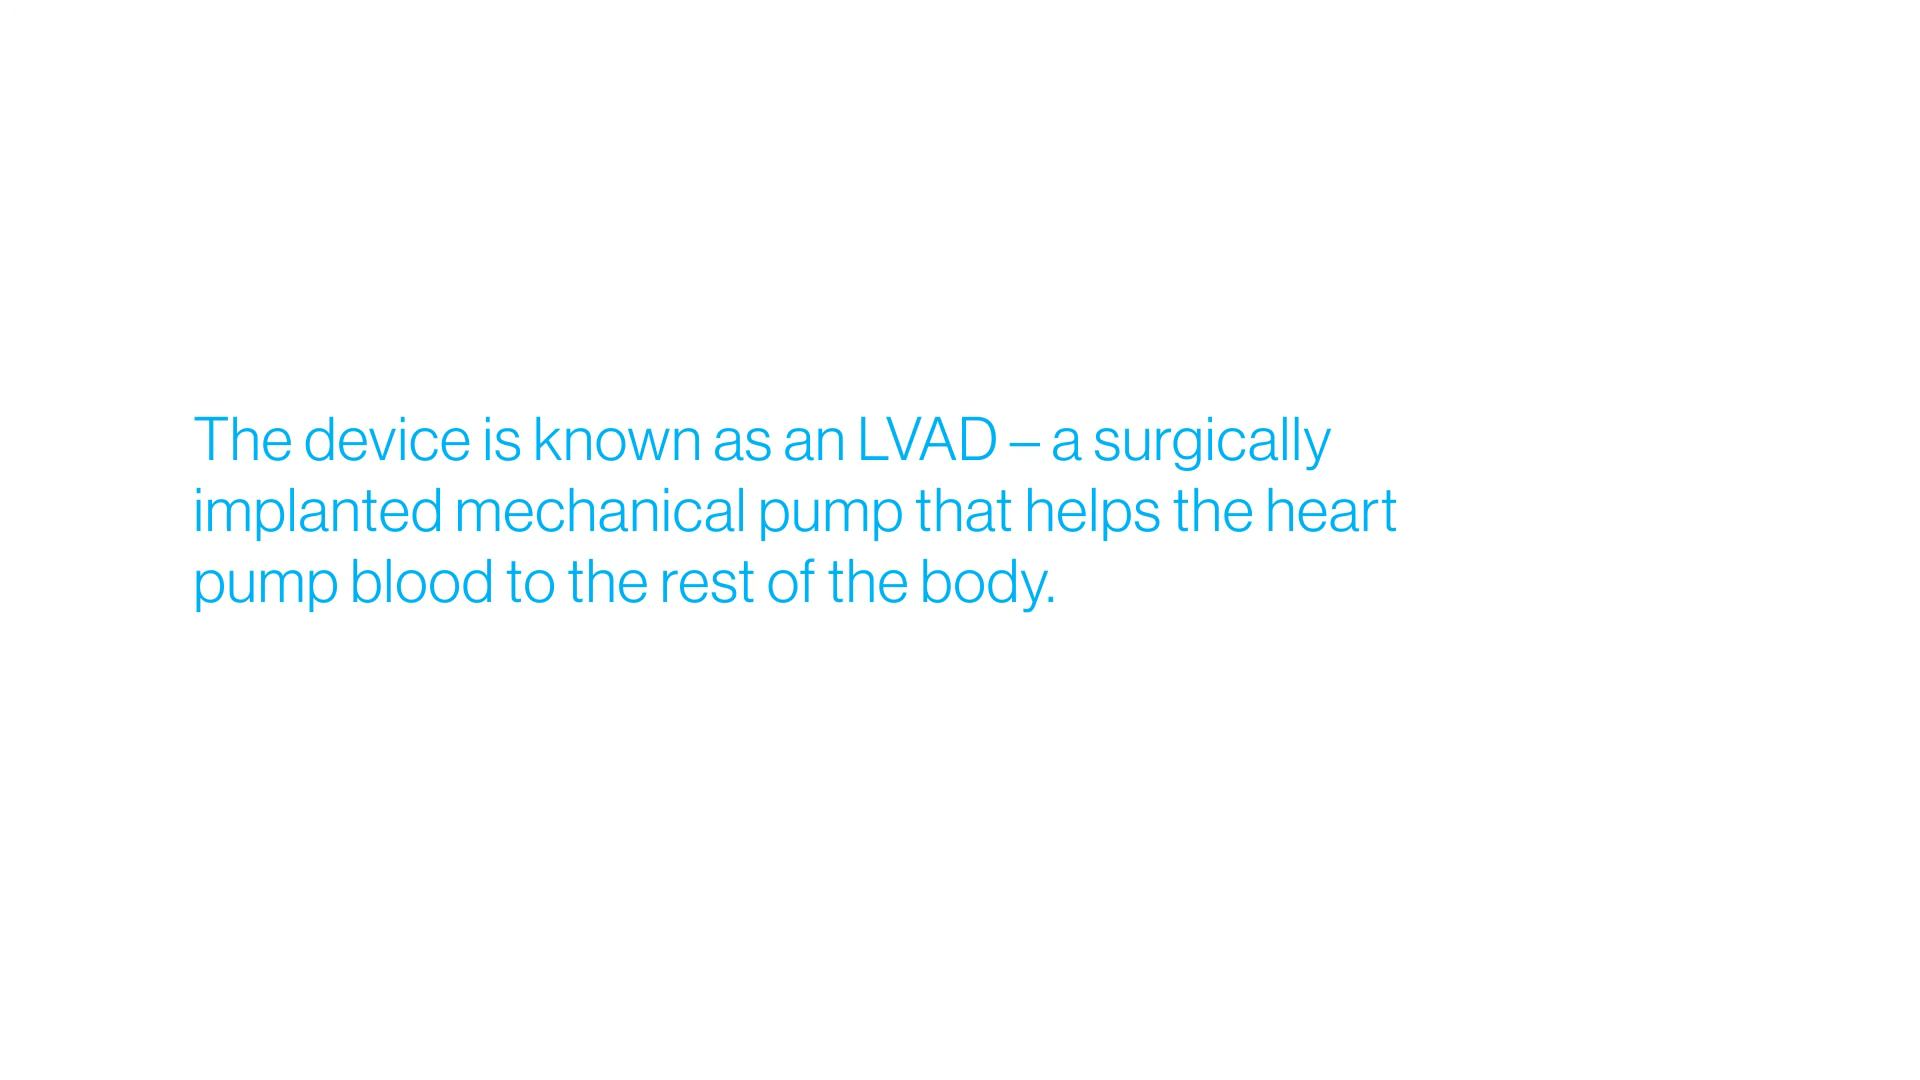 The device is known as an LVAD – a surgically
implanted mechanical pump that helps the heart
pump blood to the rest of the body.